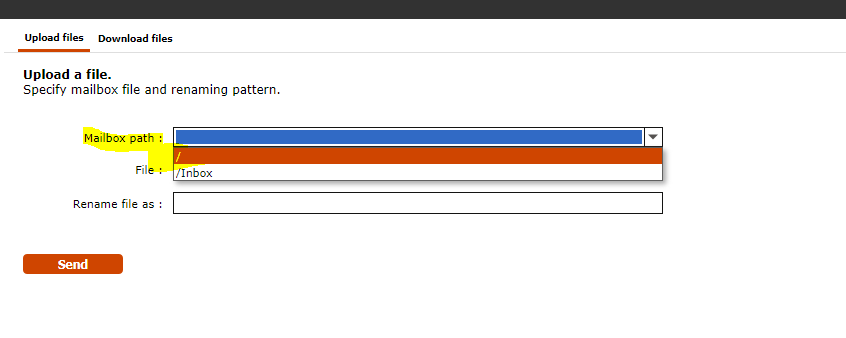 Upload files Download files
Upload a file.
Specify mailbox file and renaming pattern.
Mailbox path :
/
File :
/Inbox
Rename file as :
Send